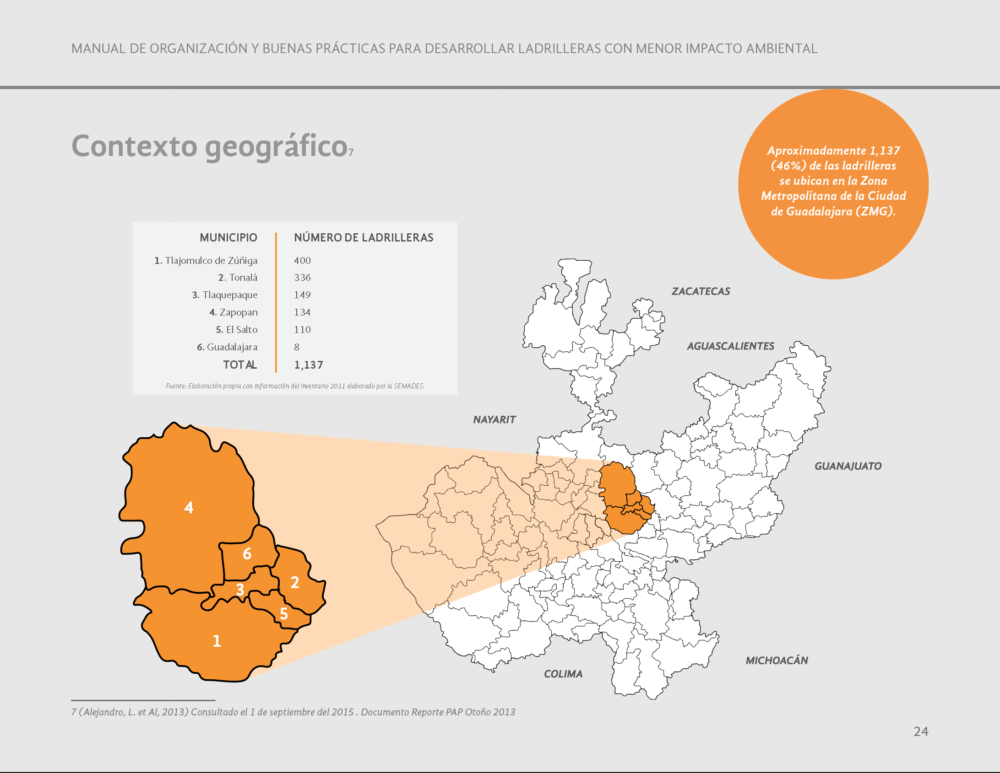 MANUAL DE ORGANIZACIÓN Y BUENAS PRÁCTICAS PARA DESARROLLAR LADRILLERAS CON MENOR IMPACTO AMBIENTAL
Contexto geográfico7
Aproximadamente 1,137
(46%) de las ladrilleras
se ubican en la Zona
Metropolitana de la Ciudad
de Guadalajara (ZMG).
MUNICIPIO NÚMERO DE LADRILLERAS
1. Tlajomulco de Zúñiga 400
2. Tonalá 336
3. Tlaquepaque 149
4. Zapopan 134
5. El Salto 110
6. Guadalajara 8
TOTAL 1,137
Fuente: Elaboración propia con información del inventario 2011 elaborado por la SEMADES.
ZACATECAS
AGUASCALIENTES
NAYARIT
GUANAJUATO
4
6
2
3
5
1
MICHOACÁN
COLIMA
7 (Alejandro, L. et Al, 2013) Consultado el 1 de septiembre del 2015 . Documento Reporte PAP Otoño 2013
24